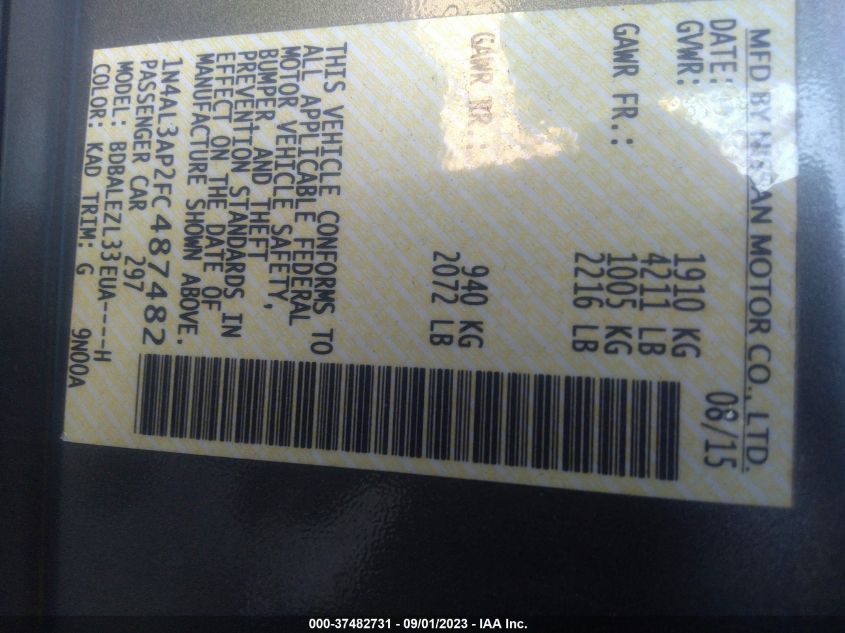 MFD BY NISSAN MOTOR CO., LTD.
DATE: 08/15
GVWR: 1910 KG
4211 LB
GAWR FR.: 1005 KG
2216 LB
GAWR RR.: 940 KG
2072 LB
THIS VEHICLE CONFORMS TO
ALL APPLICABLE FEDERAL
MOTOR VEHICLE SAFETY,
BUMPER, AND THEFT
PREVENTION STANDARDS IN
EFFECT ON THE DATE OF
MANUFACTURE SHOWN ABOVE.
1N4AL3AP2FC487482
PASSENGER CAR 297
MODEL: BDBALEZL33EUA----H
COLOR: KAD TRIM: G 9N00A
000-37482731 - 09/01/2023 - IAA Inc.